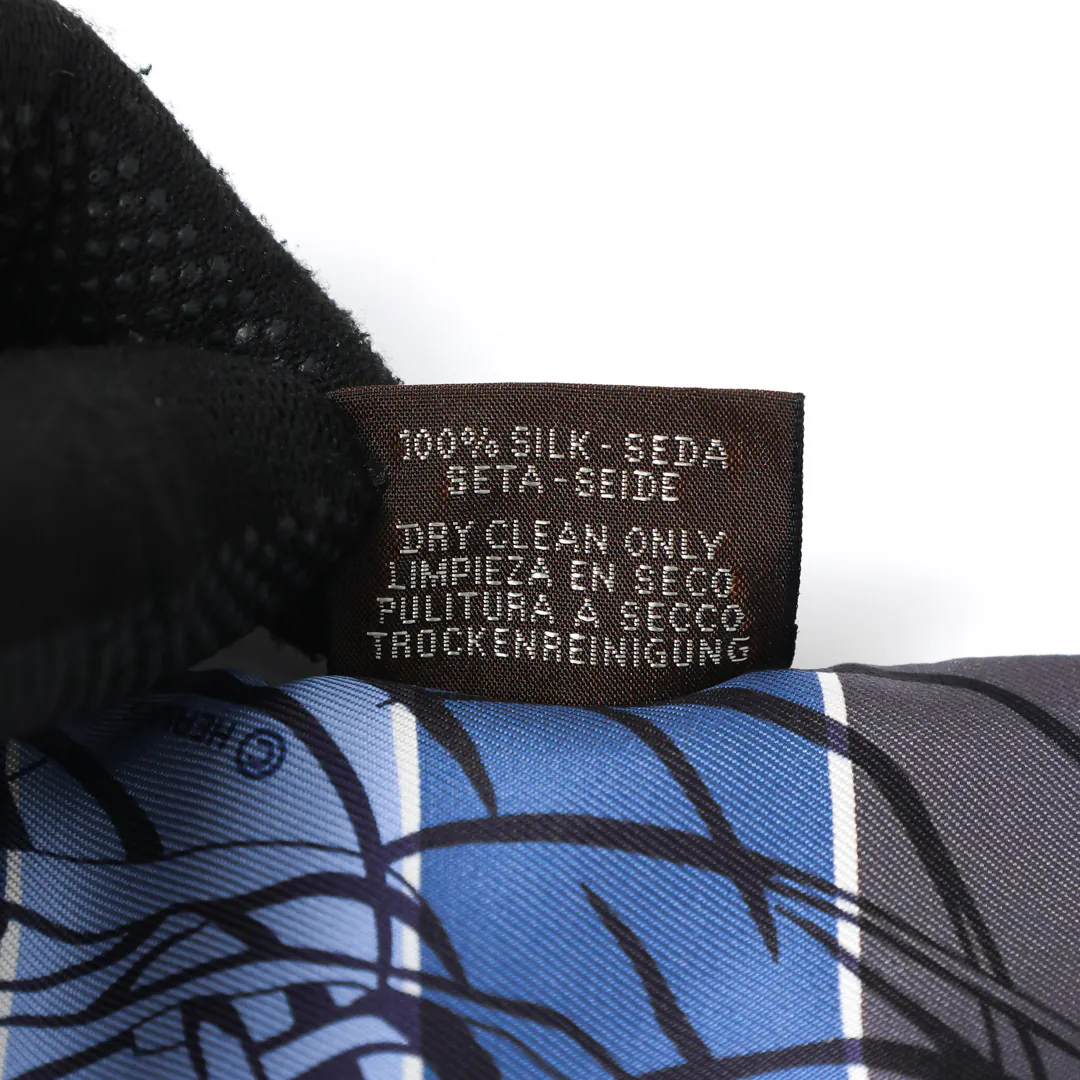 100% SILK - SEDA
SETA - SEIDE
DRY CLEAN ONLY
LIMPIEZA EN SECO
PULITURA A SECCO
TROCKENREINIGUNG
©